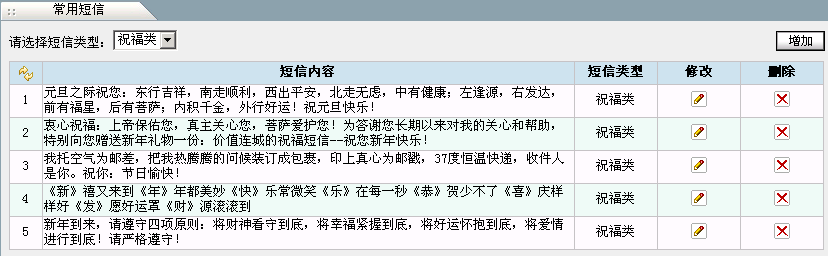 常用短信
请选择短信类型： 祝福类 增加
短信内容 短信类型 修改 删除
1 元旦之际祝您：东行吉祥，南走顺利，西出平安，北走无虑，中有健康；左逢源，右发达， 祝福类
前有福星，后有菩萨；内积千金，外行好运！祝元旦快乐！
2 衷心祝福：上帝保佑您，真主关心您，菩萨爱护您！为答谢您长期以来对我的关心和帮助， 祝福类
特别向您赠送新年礼物一份：价值连城的祝福短信--祝您新年快乐！
3 我托空气为邮差，把我热腾腾的问候装订成包裹，印上真心为邮戳，37度恒温快递，收件人 祝福类
是你。祝你：节日愉快！
4 《新》禧又来到《年》年都美妙《快》乐常微笑《乐》在每一秒《恭》贺少不了《喜》庆样 祝福类
样好《发》愿好运罩《财》源滚滚到
5 新年到来，请遵守四项原则：将财神看守到底，将幸福紧握到底，将好运怀抱到底，将爱情 祝福类
进行到底！请严格遵守！